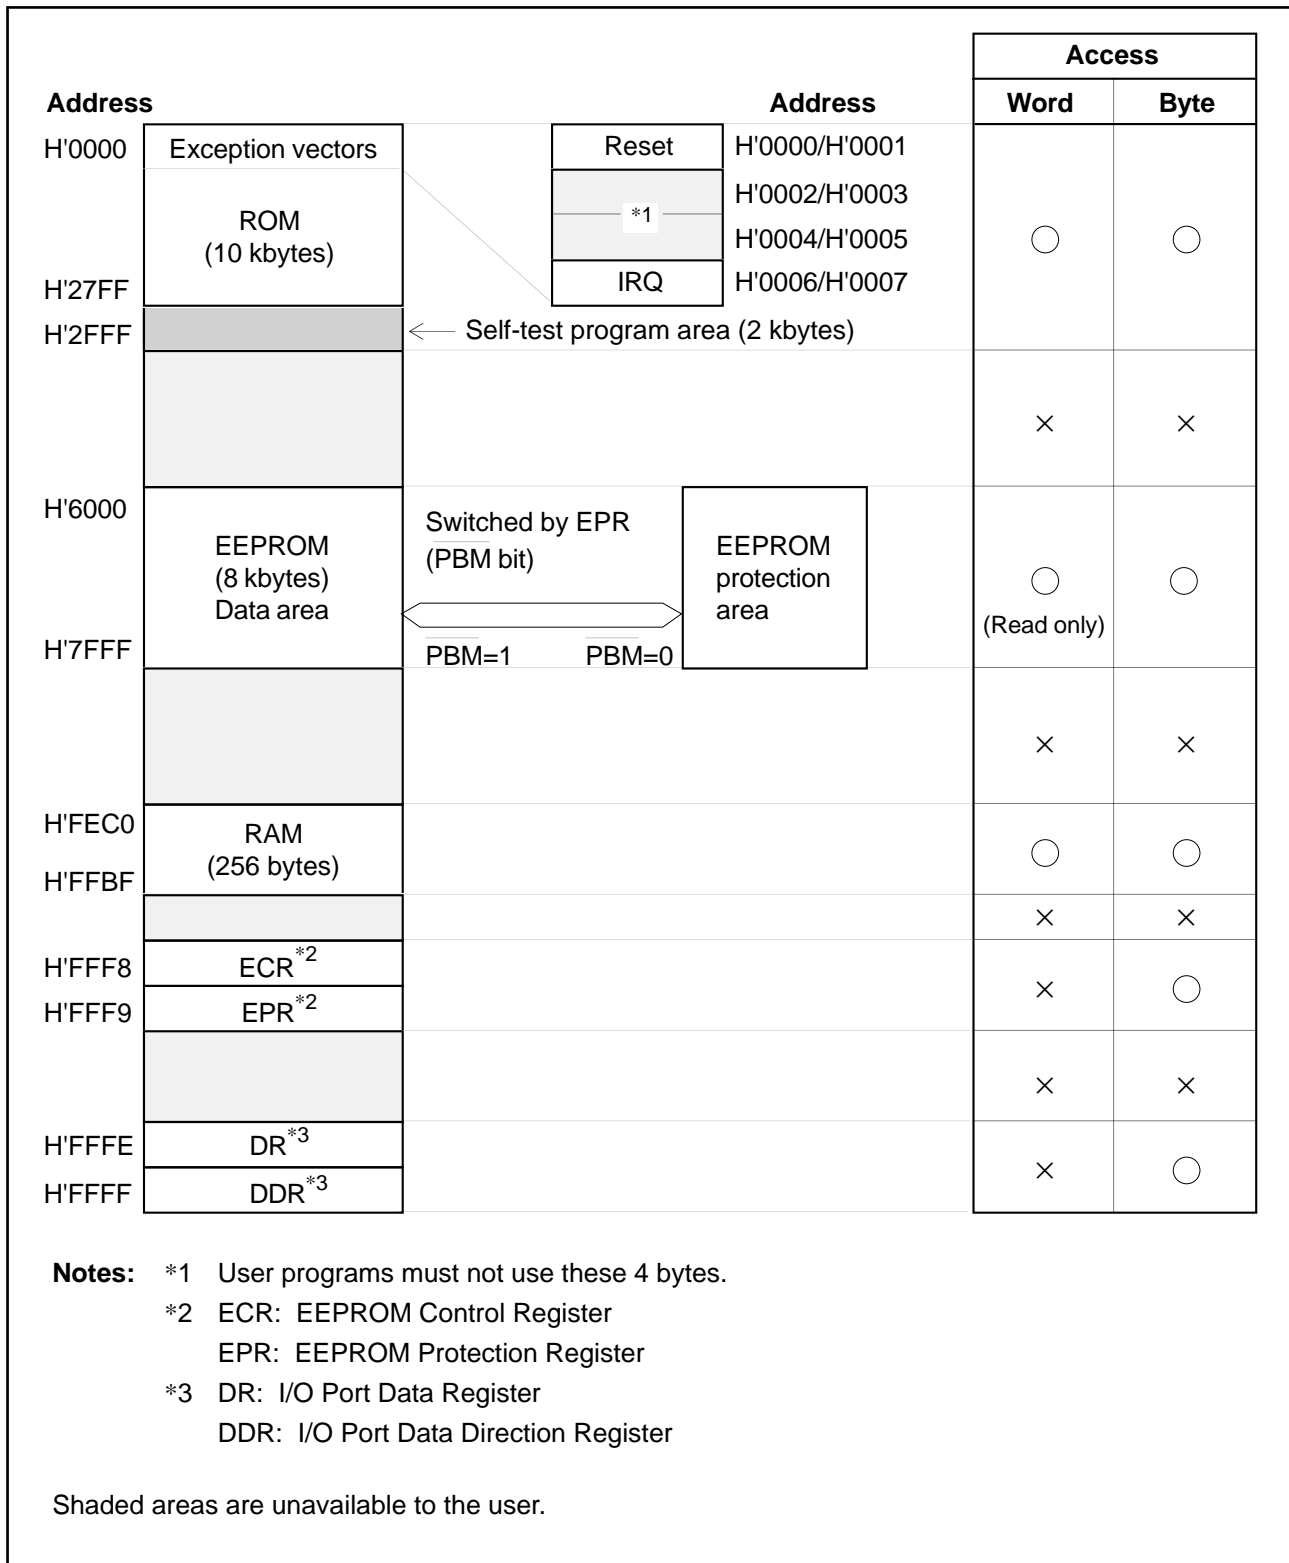 Access
Address Address Word Byte
H'0000 Exception vectors Reset H'0000/H'0001
H'0002/H'0003
ROM *1
(10 kbytes) H'0004/H'0005
○ ○
H'27FF IRQ H'0006/H'0007
H'2FFF Self-test program area (2 kbytes)
× ×
H'6000
Switched by EPR
(PBM bit)
EEPROM
(8 kbytes)
Data area
EEPROM
protection
area
○ ○
(Read only)
H'7FFF
PBM=1 PBM=0
× ×
H'FEC0
RAM
(256 bytes)
○ ○
H'FFBF
× ×
H'FFF8 ECR*2
× ○
H'FFF9 EPR*2
× ×
H'FFFE DR*3
× ○
H'FFFF DDR*3
Notes: *1 User programs must not use these 4 bytes.
*2 ECR: EEPROM Control Register
EPR: EEPROM Protection Register
*3 DR: I/O Port Data Register
DDR: I/O Port Data Direction Register
Shaded areas are unavailable to the user.